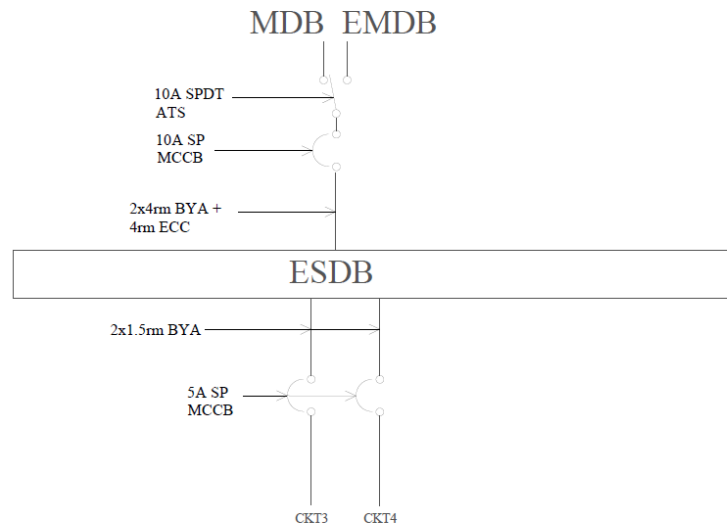 MDB EMDB
10A SPDT
ATS
10A SP
MCCB
2x4rm BYA +
4rm ECC
ESDB
2x1.5rm BYA
5A SP
MCCB
CKT3 CKT4